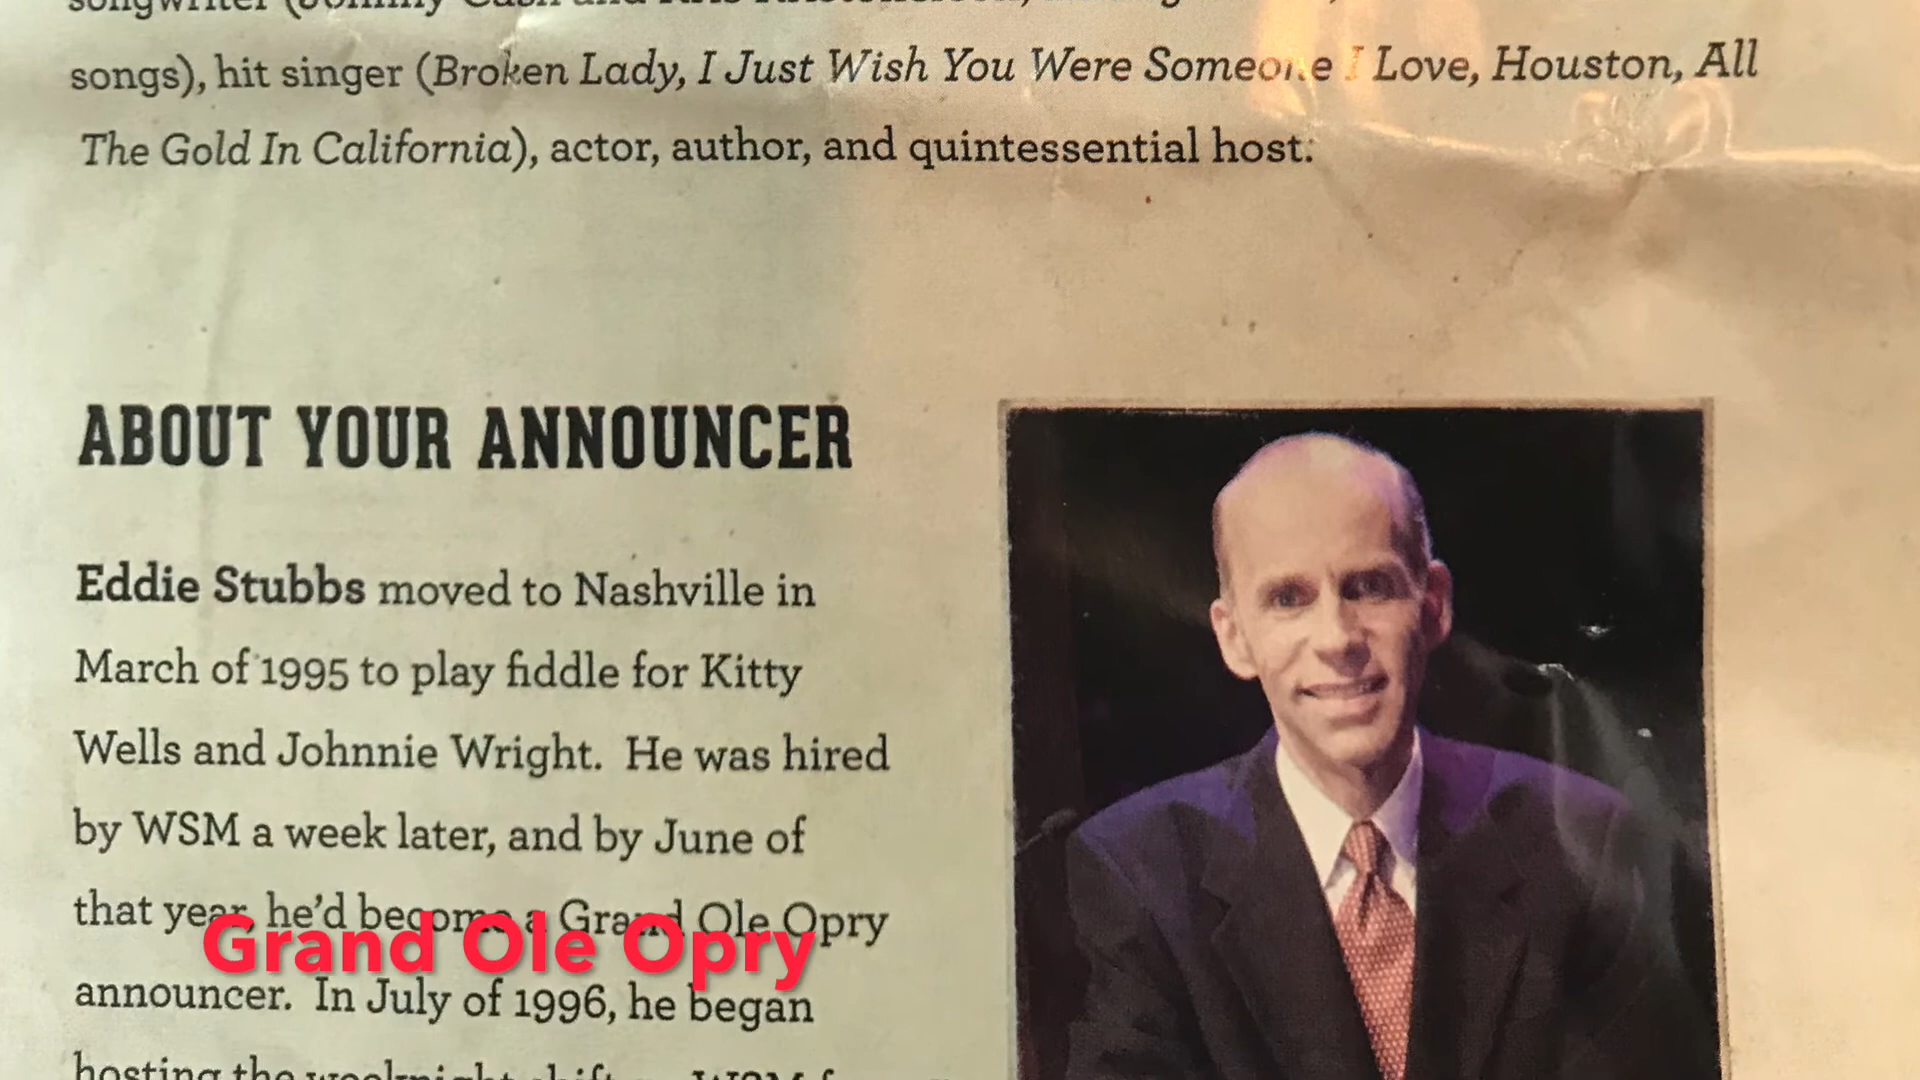 songs), hit singer (Broken Lady, I Just Wish You Were Someone I Love, Houston, All
The Gold In California), actor, author, and quintessential host.
ABOUT YOUR ANNOUNCER
Eddie Stubbs moved to Nashville in
March of 1995 to play fiddle for Kitty
Wells and Johnnie Wright. He was hired
by WSM a week later, and by June of
that year, he'd become a Grand Ole Opry
Grand Ole Opry
announcer. In July of 1996, he began
hosting the weeknight